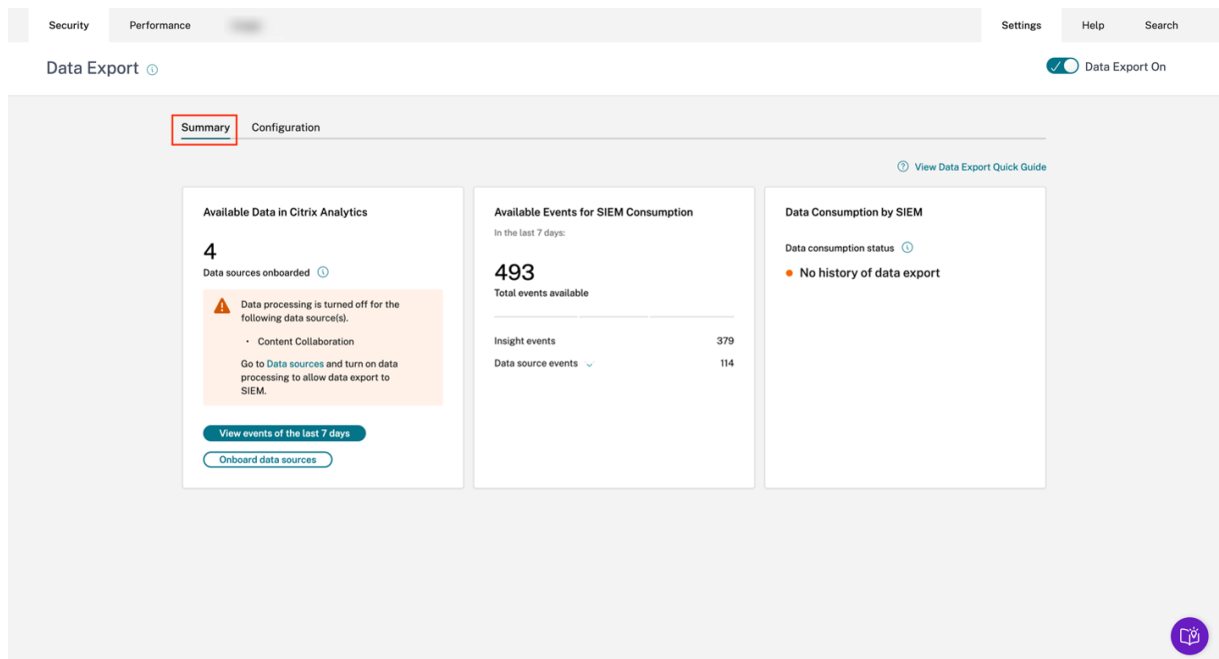 Security
Performance
Settings
Help
Search
Data Export
Data Export On
Summary
Configuration
View Data Export Quick Guide
Available Data in Citrix Analytics
4
Data sources onboarded
Data processing is turned off for the
following data source(s).
• Content Collaboration
Go to Data sources and turn on data
processing to allow data export to
SIEM.
View events of the last 7 days
Onboard data sources
Available Events for SIEM Consumption
In the last 7 days:
493
Total events available
Insight events 379
Data source events 114
Data Consumption by SIEM
Data consumption status
No history of data export